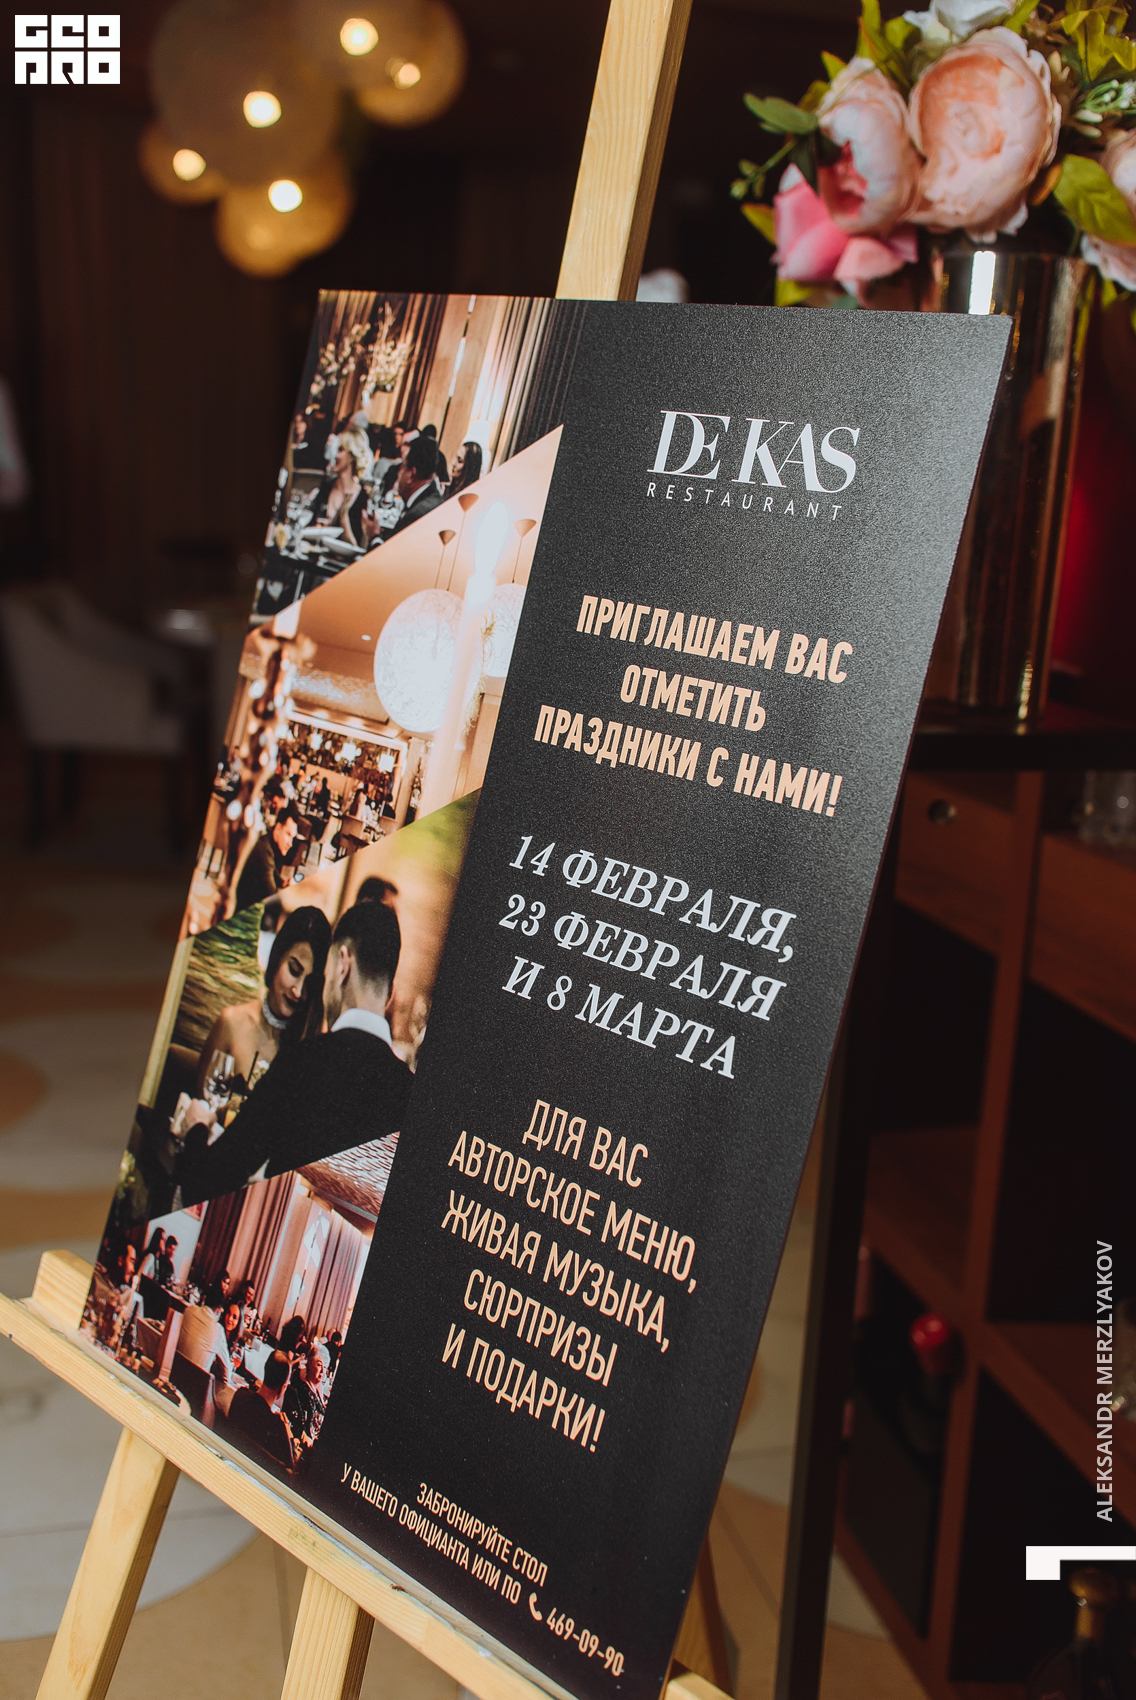 GEO
PRO
DE KAS
RESTAURANT
ПРИГЛАШАЕМ ВАС
ОТМЕТИТЬ
ПРАЗДНИКИ С НАМИ!
14 ФЕВРАЛЯ,
23 ФЕВРАЛЯ
И 8 МАРТА
ДЛЯ ВАС
АВТОРСКОЕ МЕНЮ,
ЖИВАЯ МУЗЫКА,
СЮРПРИЗЫ
И ПОДАРКИ!
ЗАБРОНИРУЙТЕ СТОЛ
У ВАШЕГО ОФИЦИАНТА ИЛИ ПО 469-09-90
ALEKSANDR MERZLYAKOV